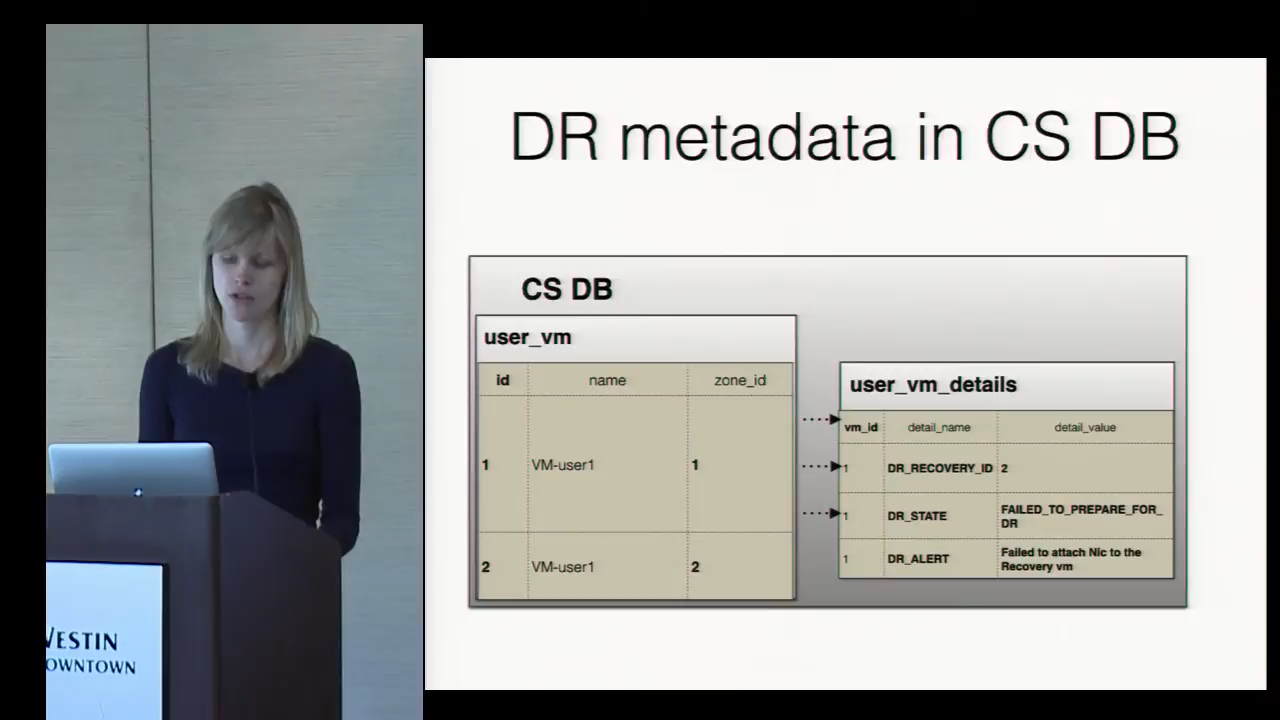 DR metadata in CS DB
CS DB
user_vm
id name zone_id
1 VM-user1 1
2 VM-user1 2
user_vm_details
vm_id detail_name detail_value
1 DR_RECOVERY_ID 2
1 DR_STATE FAILED_TO_PREPARE_FOR_
DR
1 DR_ALERT Failed to attach Nic to the
Recovery vm
WESTIN
DOWNTOWN